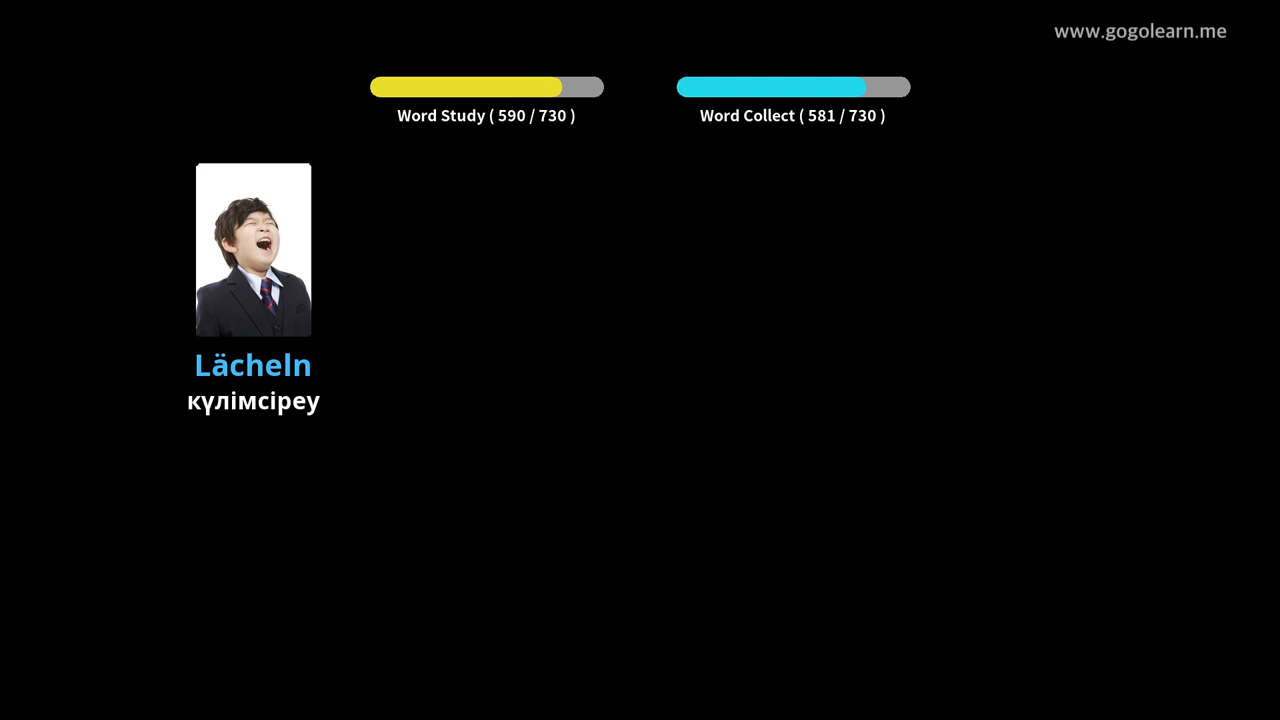 www.gogolearn.me
Word Study ( 590 / 730 )
Word Collect ( 581 / 730 )
Lächeln
күлімсіреу